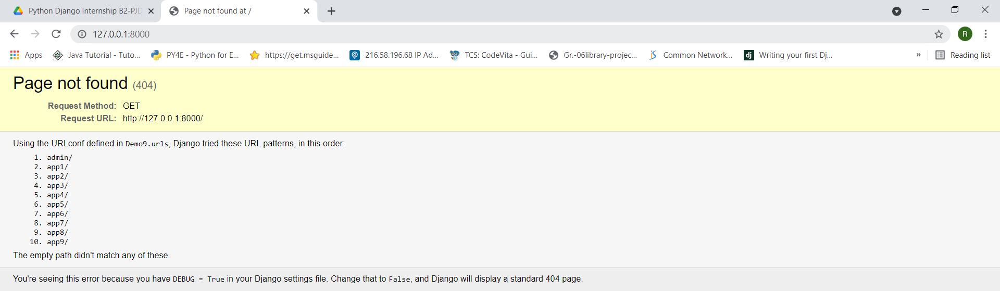 Python Django Internship B2-PJD
Page not found at /
127.0.0.1:8000
R
Apps
Java Tutorial - Tuto...
PY4E - Python for E...
https://get.msguide...
216.58.196.68 IP Ad...
TCS: CodeVita - Gui...
Gr.-06library-projec...
Common Network...
dj
Writing your first Dj...
»
Reading list
Page not found (404)
Request Method: GET
Request URL: http://127.0.0.1:8000/
Using the URLconf defined in Demo9.urls, Django tried these URL patterns, in this order:
1. admin/
2. app1/
3. app2/
4. app3/
5. app4/
6. app5/
7. app6/
8. app7/
9. app8/
10. app9/
The empty path didn't match any of these.
You're seeing this error because you have DEBUG = True in your Django settings file. Change that to False, and Django will display a standard 404 page.